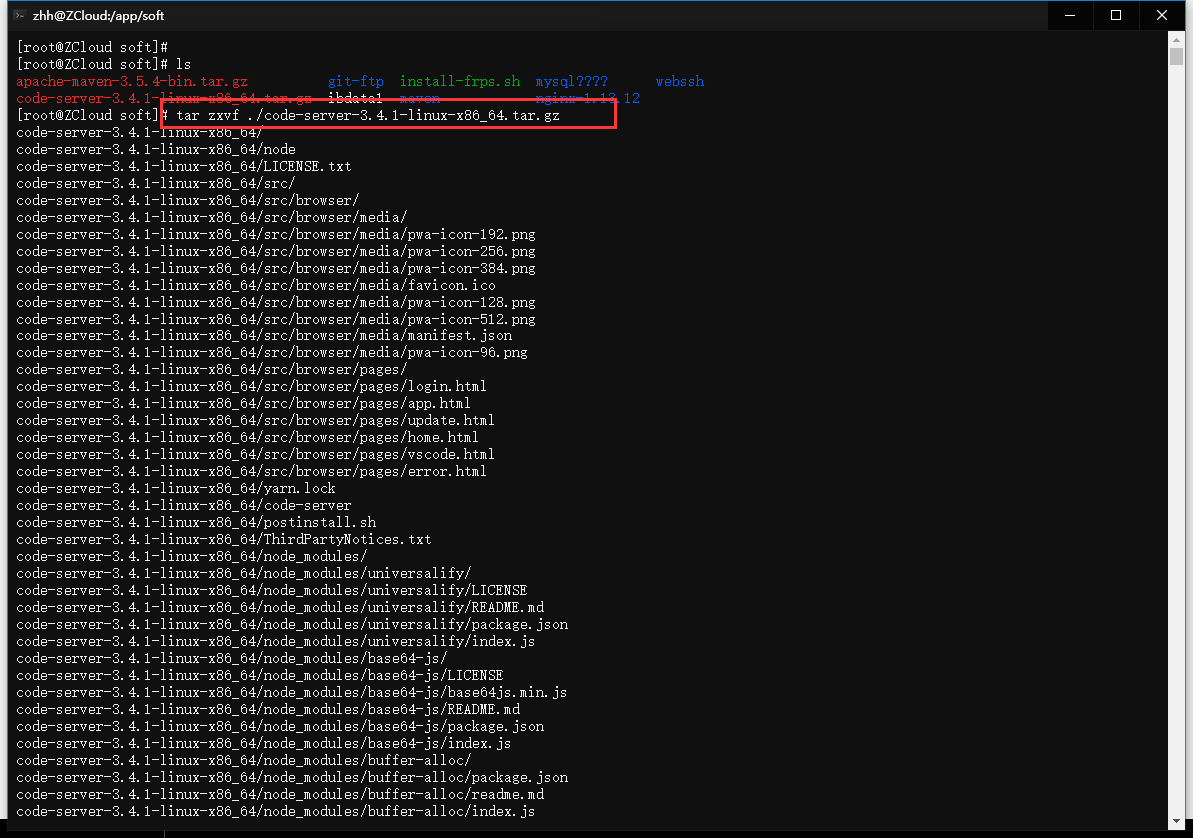 zhh@ZCloud:/app/soft
[root@ZCloud soft]#
[root@ZCloud soft]# ls
apache-maven-3.5.4-bin.tar.gz git-ftp install-frps.sh mysql???? webssh
code-server-3.4.1-linux-x86_64.tar.gz ibdata1 maven nginx-1.13.12
[root@ZCloud soft]# tar zxvf ./code-server-3.4.1-linux-x86_64.tar.gz
code-server-3.4.1-linux-x86_64/
code-server-3.4.1-linux-x86_64/node
code-server-3.4.1-linux-x86_64/LICENSE.txt
code-server-3.4.1-linux-x86_64/src/
code-server-3.4.1-linux-x86_64/src/browser/
code-server-3.4.1-linux-x86_64/src/browser/media/
code-server-3.4.1-linux-x86_64/src/browser/media/pwa-icon-192.png
code-server-3.4.1-linux-x86_64/src/browser/media/pwa-icon-256.png
code-server-3.4.1-linux-x86_64/src/browser/media/pwa-icon-384.png
code-server-3.4.1-linux-x86_64/src/browser/media/favicon.ico
code-server-3.4.1-linux-x86_64/src/browser/media/pwa-icon-128.png
code-server-3.4.1-linux-x86_64/src/browser/media/pwa-icon-512.png
code-server-3.4.1-linux-x86_64/src/browser/media/manifest.json
code-server-3.4.1-linux-x86_64/src/browser/media/pwa-icon-96.png
code-server-3.4.1-linux-x86_64/src/browser/pages/
code-server-3.4.1-linux-x86_64/src/browser/pages/login.html
code-server-3.4.1-linux-x86_64/src/browser/pages/app.html
code-server-3.4.1-linux-x86_64/src/browser/pages/update.html
code-server-3.4.1-linux-x86_64/src/browser/pages/home.html
code-server-3.4.1-linux-x86_64/src/browser/pages/vscode.html
code-server-3.4.1-linux-x86_64/src/browser/pages/error.html
code-server-3.4.1-linux-x86_64/yarn.lock
code-server-3.4.1-linux-x86_64/code-server
code-server-3.4.1-linux-x86_64/postinstall.sh
code-server-3.4.1-linux-x86_64/ThirdPartyNotices.txt
code-server-3.4.1-linux-x86_64/node_modules/
code-server-3.4.1-linux-x86_64/node_modules/universalify/
code-server-3.4.1-linux-x86_64/node_modules/universalify/LICENSE
code-server-3.4.1-linux-x86_64/node_modules/universalify/README.md
code-server-3.4.1-linux-x86_64/node_modules/universalify/package.json
code-server-3.4.1-linux-x86_64/node_modules/universalify/index.js
code-server-3.4.1-linux-x86_64/node_modules/base64-js/
code-server-3.4.1-linux-x86_64/node_modules/base64-js/LICENSE
code-server-3.4.1-linux-x86_64/node_modules/base64-js/base64js.min.js
code-server-3.4.1-linux-x86_64/node_modules/base64-js/README.md
code-server-3.4.1-linux-x86_64/node_modules/base64-js/package.json
code-server-3.4.1-linux-x86_64/node_modules/base64-js/index.js
code-server-3.4.1-linux-x86_64/node_modules/buffer-alloc/
code-server-3.4.1-linux-x86_64/node_modules/buffer-alloc/package.json
code-server-3.4.1-linux-x86_64/node_modules/buffer-alloc/readme.md
code-server-3.4.1-linux-x86_64/node_modules/buffer-alloc/index.js